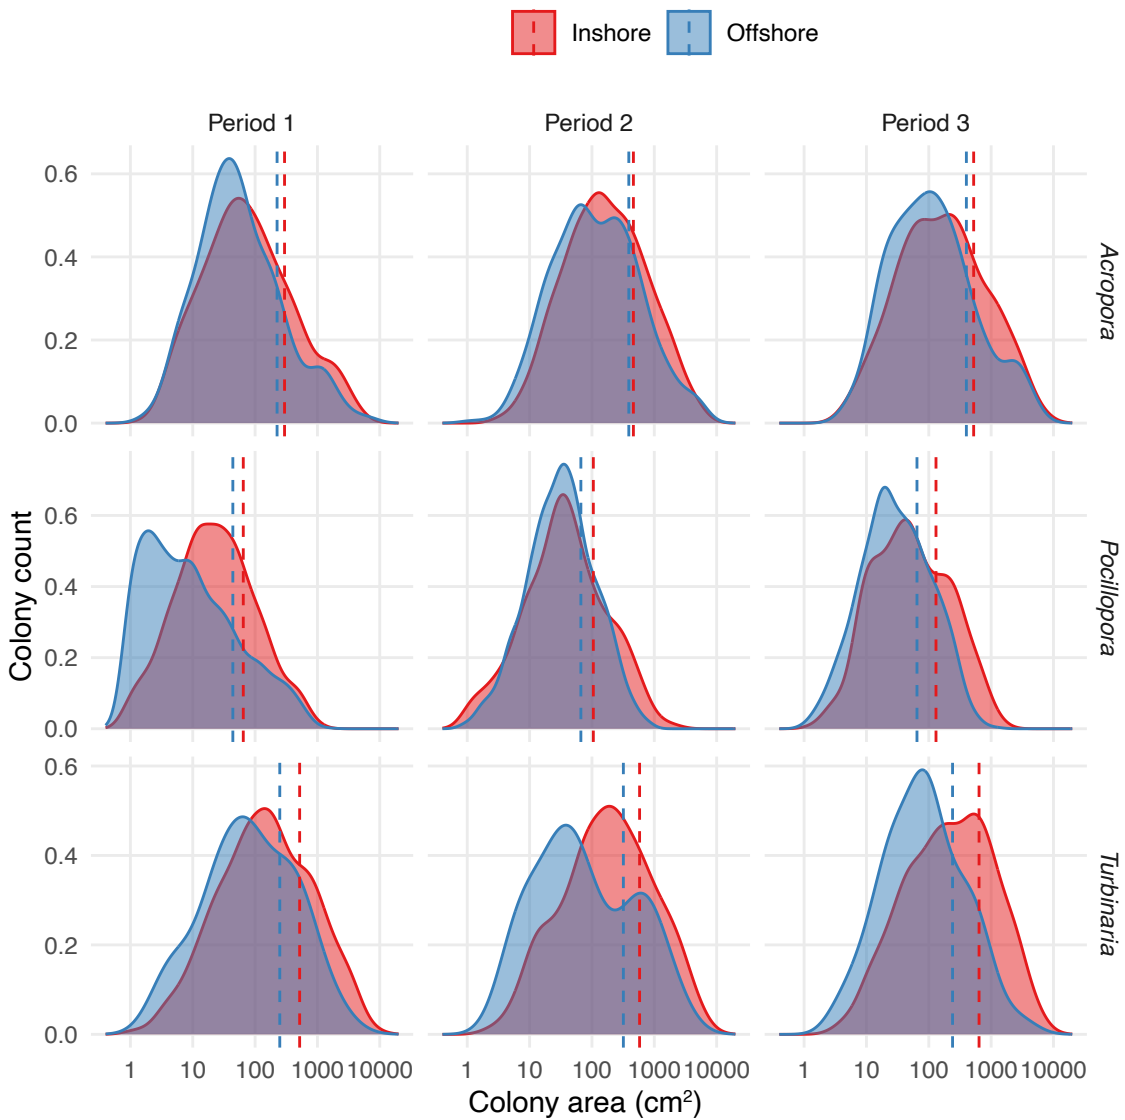 Inshore Offshore
Period 1 Period 2 Period 3
0.6
0.4
0.2
0.0
Acropora
0.6
0.4
0.2
0.0
Pocillopora
0.6
0.4
0.2
0.0
Turbinaria
Colony count
1 10 100 1000 10000 1 10 100 1000 10000 1 10 100 1000 10000
Colony area (cm²)